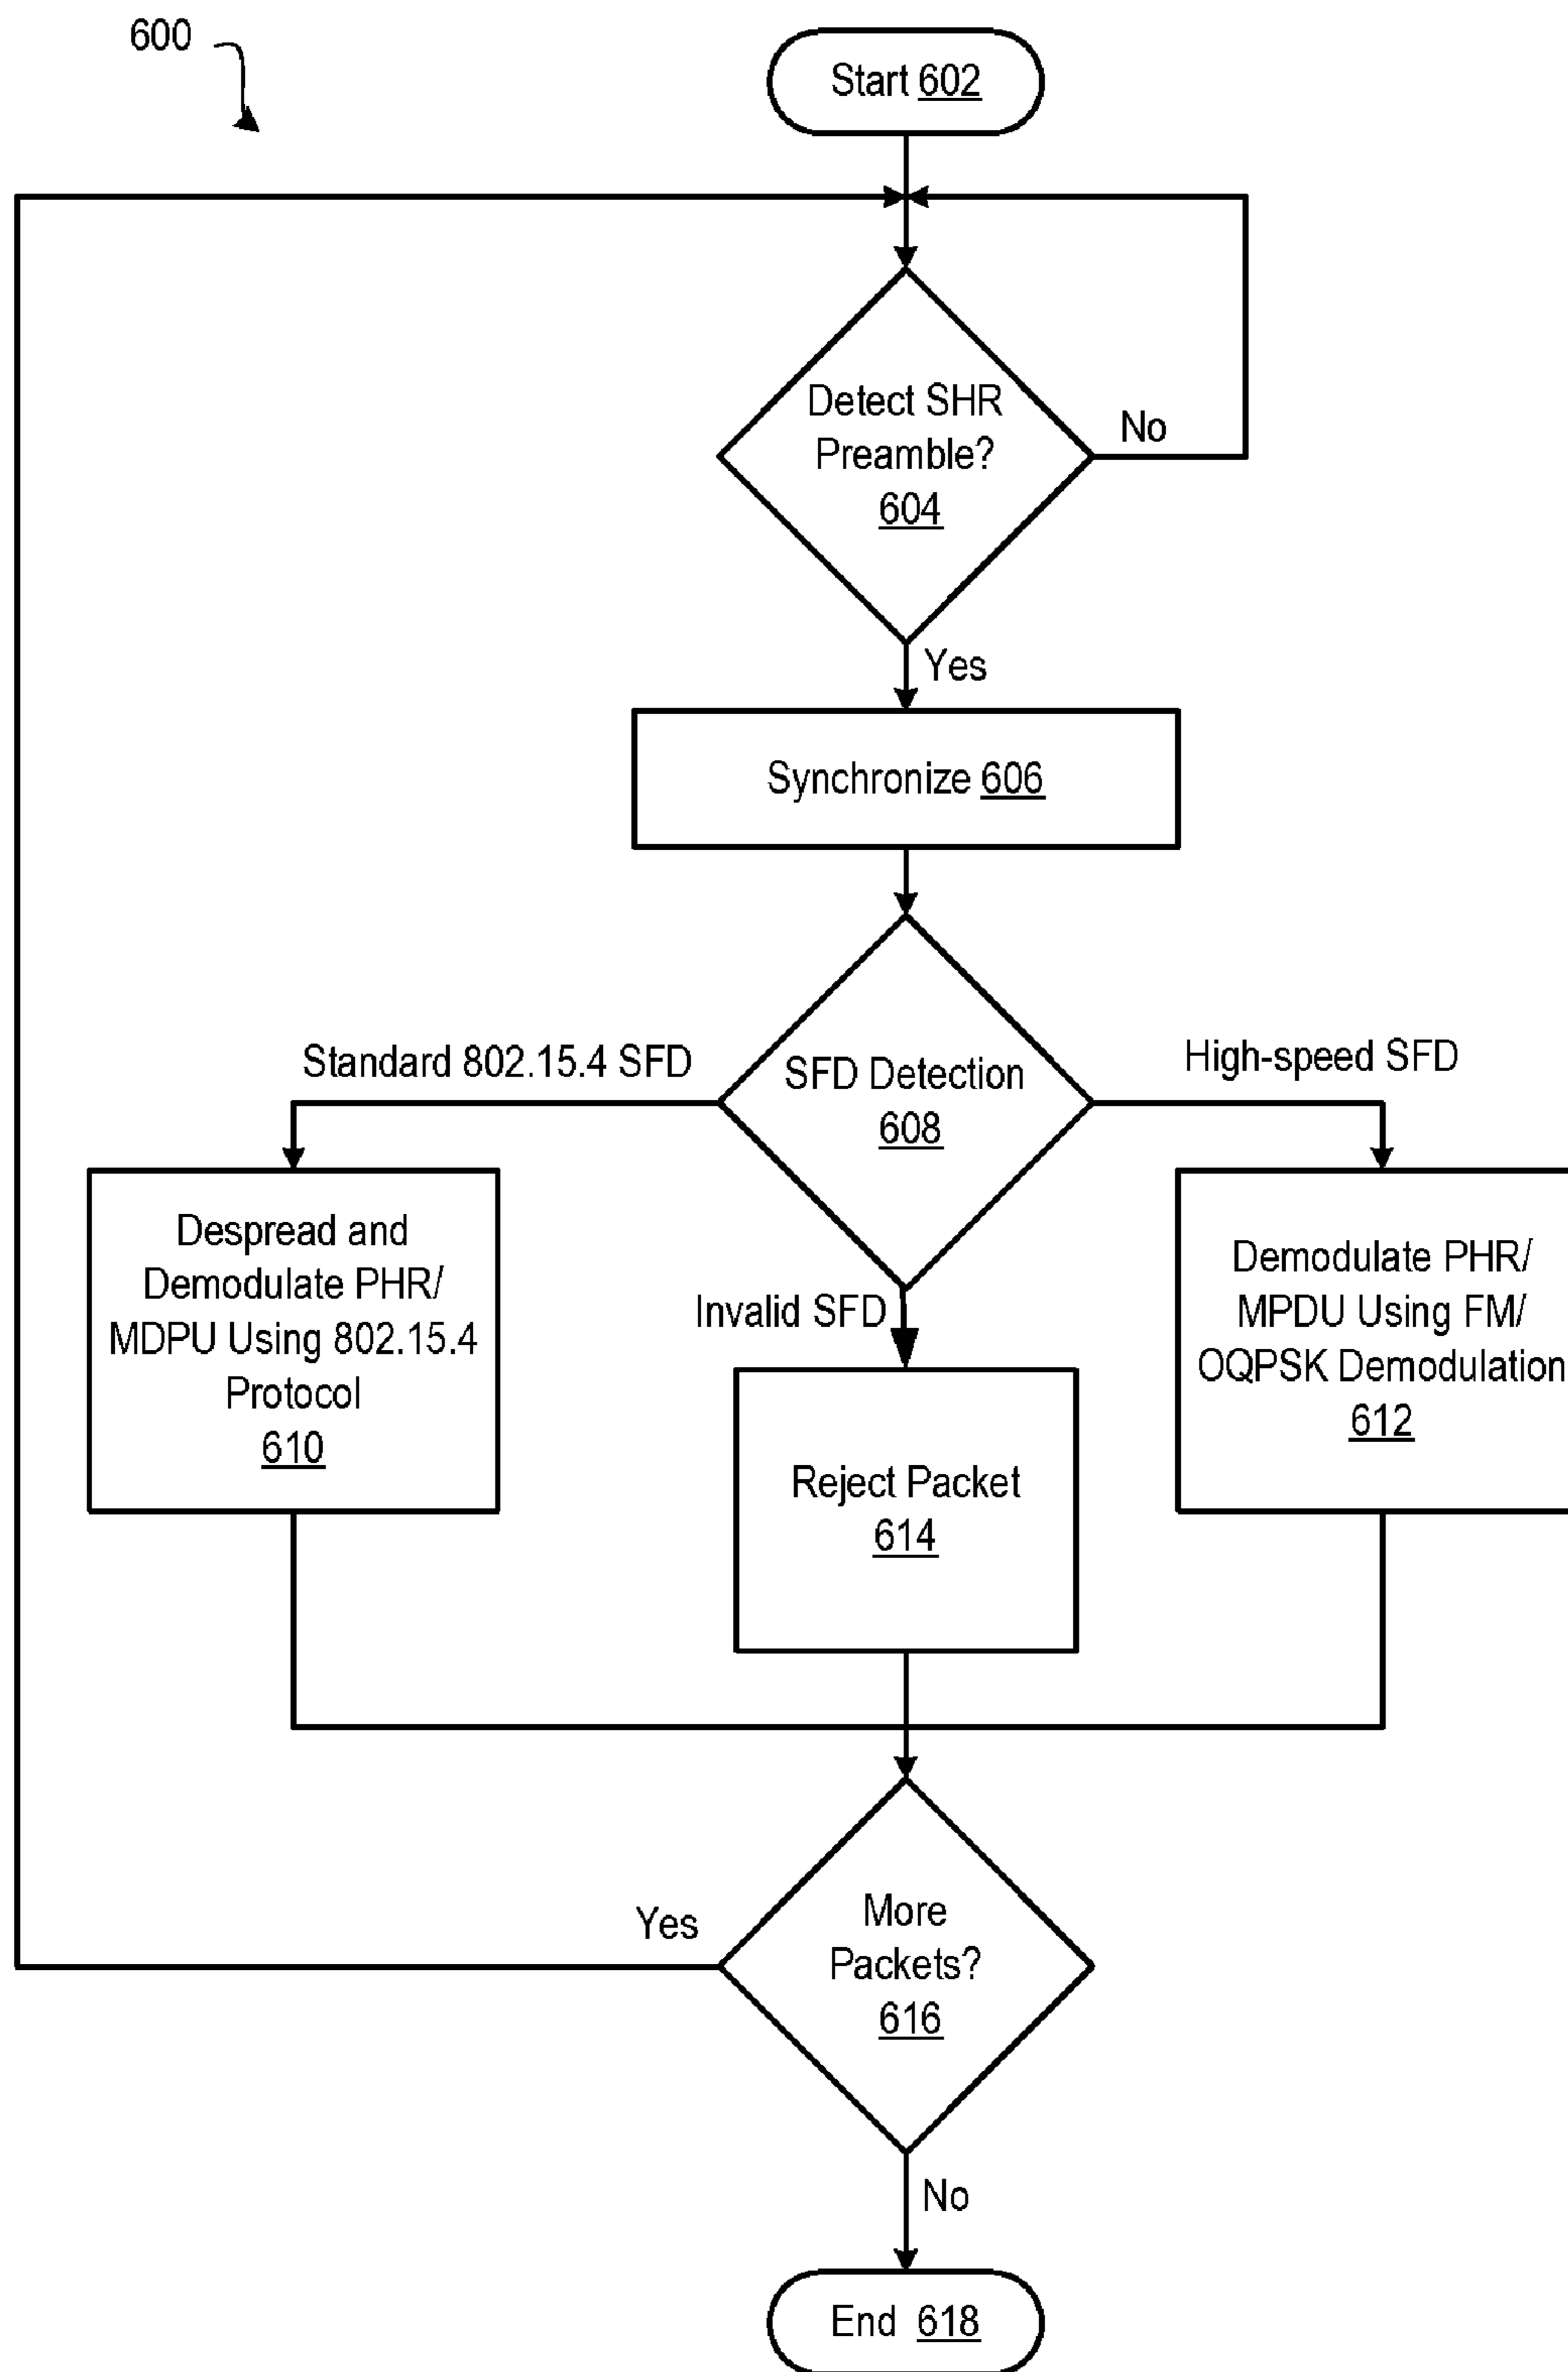 600
Start 602
Detect SHR
Preamble?
604
No
Yes
Synchronize 606
Standard 802.15.4 SFD
SFD Detection
608
High-speed SFD
Despread and
Demodulate PHR/
MDPU Using 802.15.4
Protocol
610
Invalid SFD
Demodulate PHR/
MPDU Using FM/
OQPSK Demodulation
612
Reject Packet
614
Yes
More
Packets?
616
No
End 618